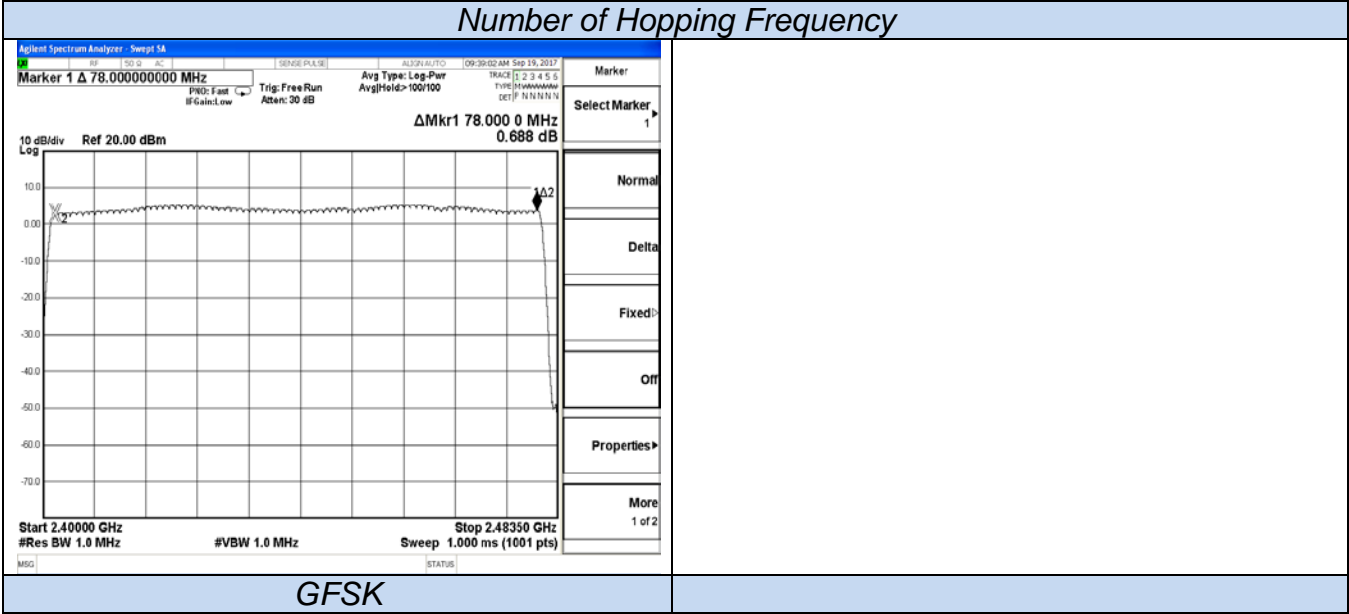 Number of Hopping Frequency
Agilent Spectrum Analyzer - Swept SA
RF 50 Ω AC SENSE:PULSE ALIGN AUTO 09:39:02 AM Sep 19, 2017
Marker 1 Δ 78.000000000 MHz
PNO: Fast
IFGain:Low
Trig: Free Run
Atten: 30 dB
Avg Type: Log-Pwr
Avg|Hold:>100/100
TRACE 1 2 3 4 5 6
TYPE M
DET P N N N N N
ΔMkr1 78.000 0 MHz
0.688 dB
10 dB/div Ref 20.00 dBm
Log
10.0
0.00
-10.0
-20.0
-30.0
-40.0
-50.0
-60.0
-70.0
2
1Δ2
Start 2.40000 GHz
Stop 2.48350 GHz
#Res BW 1.0 MHz
#VBW 1.0 MHz
Sweep 1.000 ms (1001 pts)
MSG
STATUS
Marker
Select Marker
1
Normal
Delta
Fixed
Off
Properties
More
1 of 2
GFSK